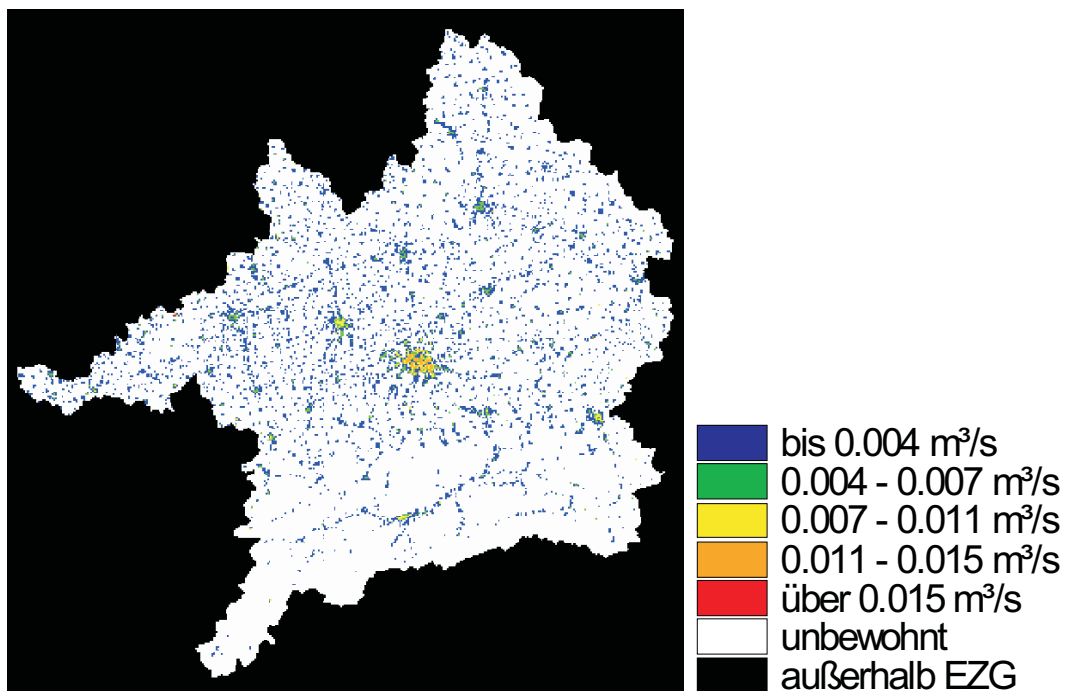 bis 0.004 m³/s
0.004 - 0.007 m³/s
0.007 - 0.011 m³/s
0.011 - 0.015 m³/s
über 0.015 m³/s
unbewohnt
außerhalb EZG